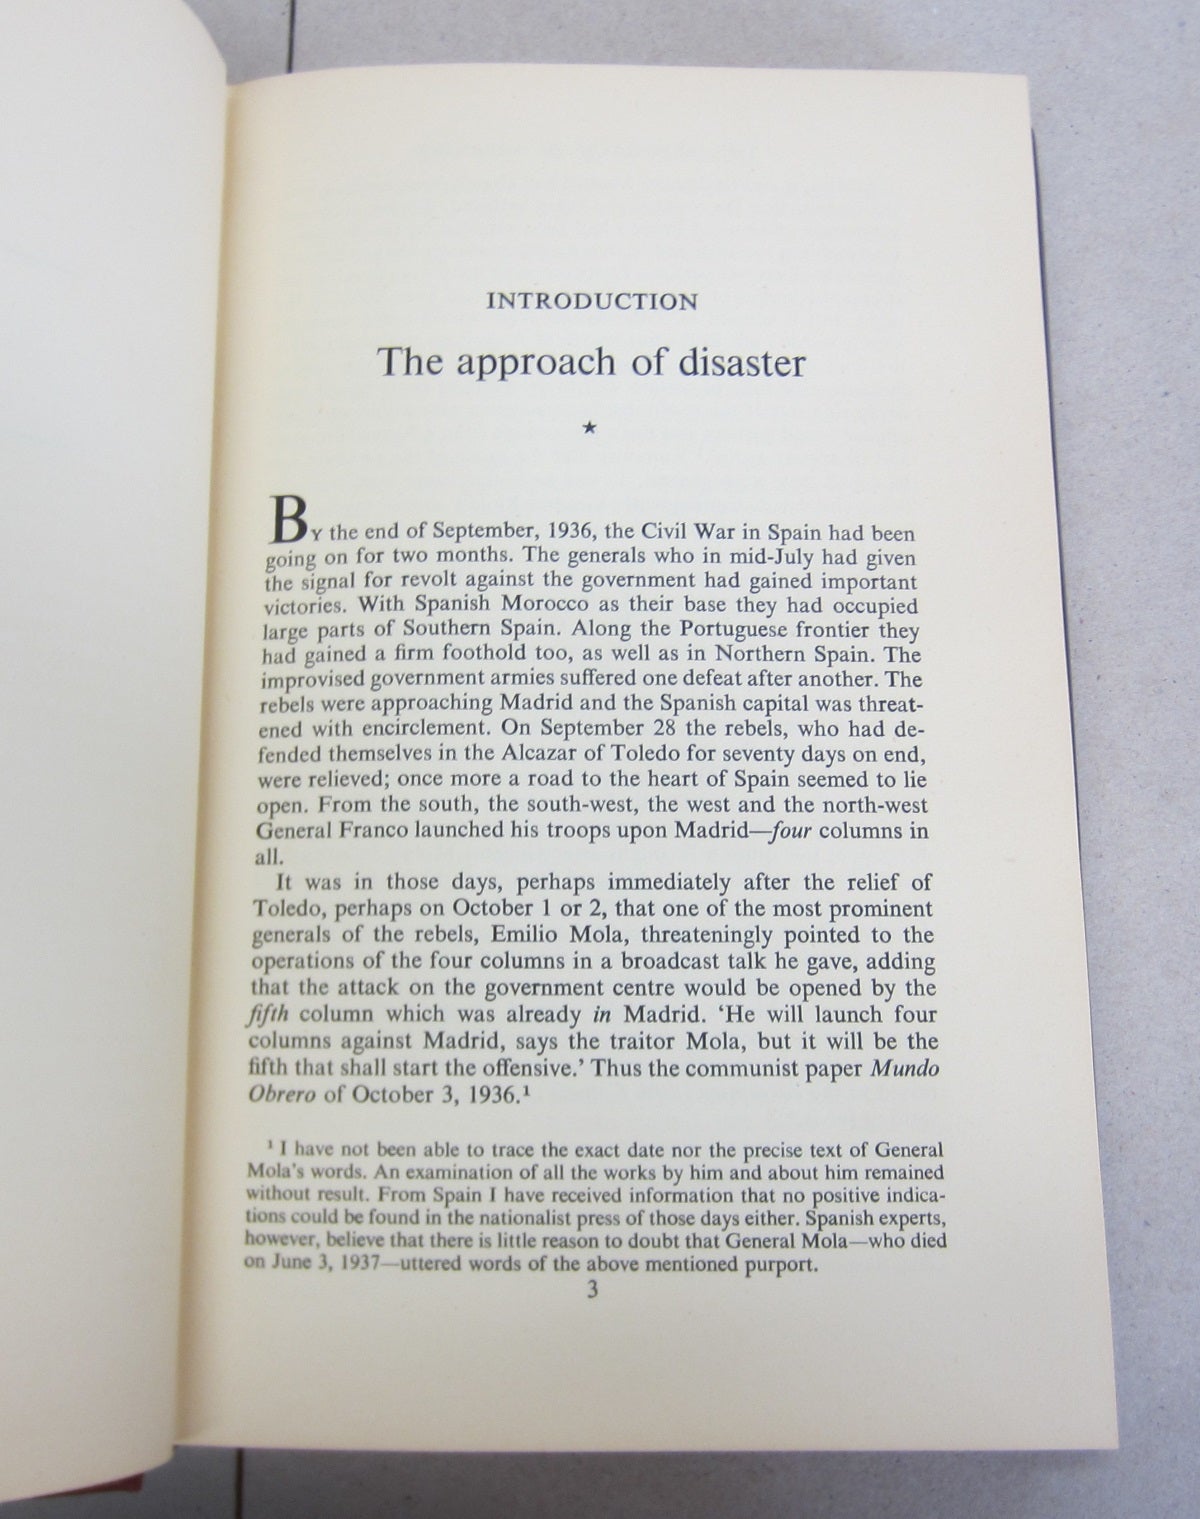 INTRODUCTION
The approach of disaster
★
By the end of September, 1936, the Civil War in Spain had been
going on for two months. The generals who in mid-July had given
the signal for revolt against the government had gained important
victories. With Spanish Morocco as their base they had occupied
large parts of Southern Spain. Along the Portuguese frontier they
had gained a firm foothold too, as well as in Northern Spain. The
improvised government armies suffered one defeat after another. The
rebels were approaching Madrid and the Spanish capital was threat-
ened with encirclement. On September 28 the rebels, who had de-
fended themselves in the Alcazar of Toledo for seventy days on end,
were relieved; once more a road to the heart of Spain seemed to lie
open. From the south, the south-west, the west and the north-west
General Franco launched his troops upon Madrid—four columns in
all.
It was in those days, perhaps immediately after the relief of
Toledo, perhaps on October 1 or 2, that one of the most prominent
generals of the rebels, Emilio Mola, threateningly pointed to the
operations of the four columns in a broadcast talk he gave, adding
that the attack on the government centre would be opened by the
fifth column which was already in Madrid. ‘He will launch four
columns against Madrid, says the traitor Mola, but it will be the
fifth that shall start the offensive.’ Thus the communist paper Mundo
Obrero of October 3, 1936.¹
¹ I have not been able to trace the exact date nor the precise text of General
Mola's words. An examination of all the works by him and about him remained
without result. From Spain I have received information that no positive indica-
tions could be found in the nationalist press of those days either. Spanish experts,
however, believe that there is little reason to doubt that General Mola—who died
on June 3, 1937—uttered words of the above mentioned purport.
3